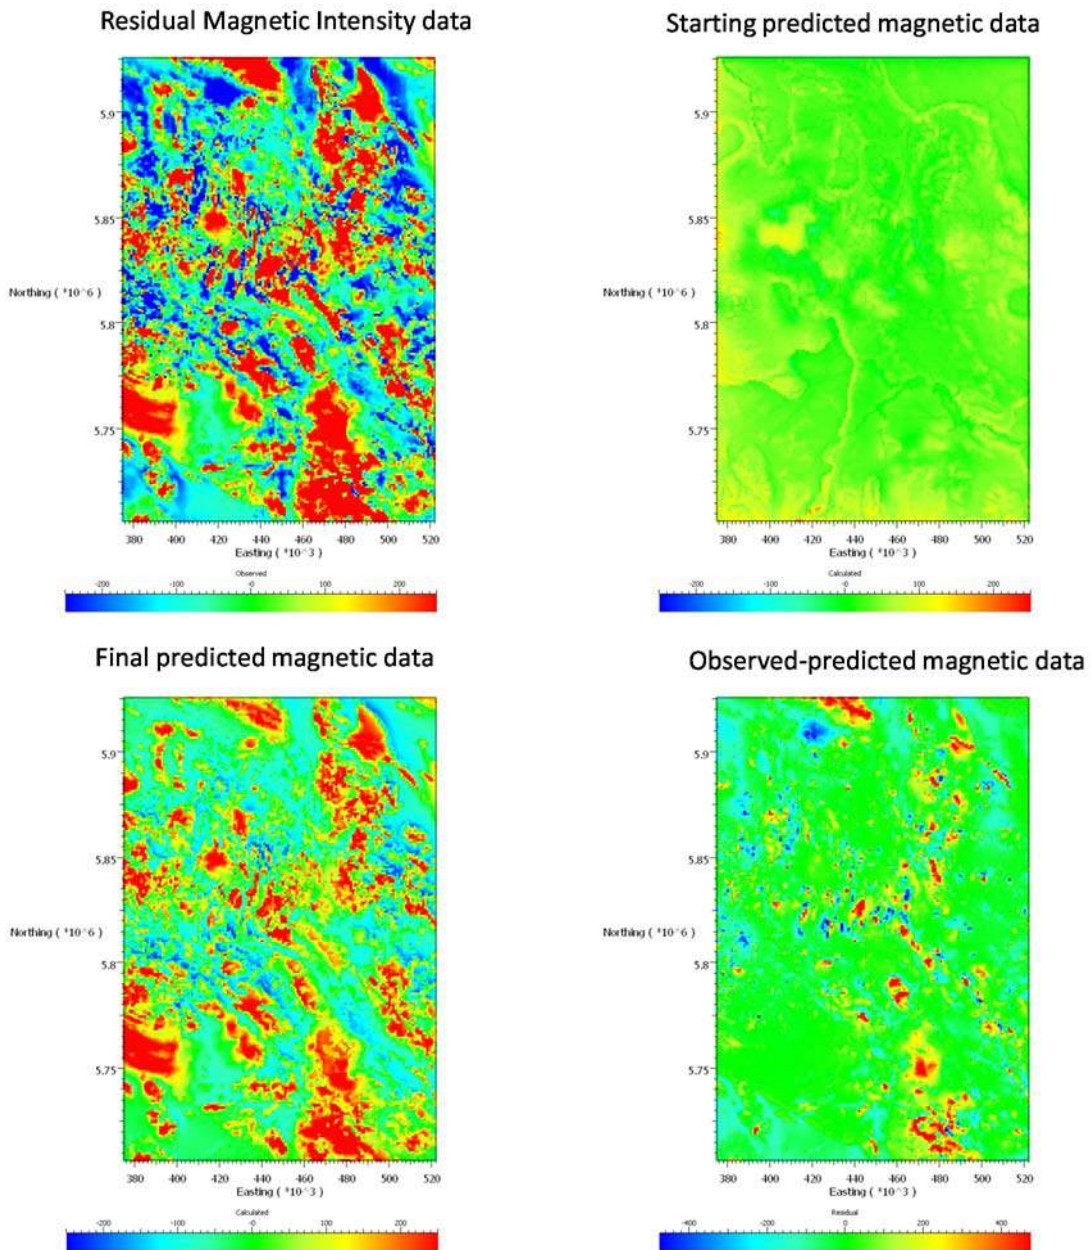 Residual Magnetic Intensity data
5.9
5.85
Northing ( *10^6 )
5.8
5.75
380 400 420 440 460 480 500 520
Easting ( *10^3 )
Observed
-200 -100 -0 100 200
Starting predicted magnetic data
5.9
5.85
Northing ( *10^6 )
5.8
5.75
380 400 420 440 460 480 500 520
Easting ( *10^3 )
Calculated
-200 -100 -0 100 200
Final predicted magnetic data
5.9
5.85
Northing ( *10^6 )
5.8
5.75
380 400 420 440 460 480 500 520
Easting ( *10^3 )
Calculated
-200 -100 -0 100 200
Observed-predicted magnetic data
5.9
5.85
Northing ( *10^6 )
5.8
5.75
380 400 420 440 460 480 500 520
Easting ( *10^3 )
Residual
-400 -200 0 200 400